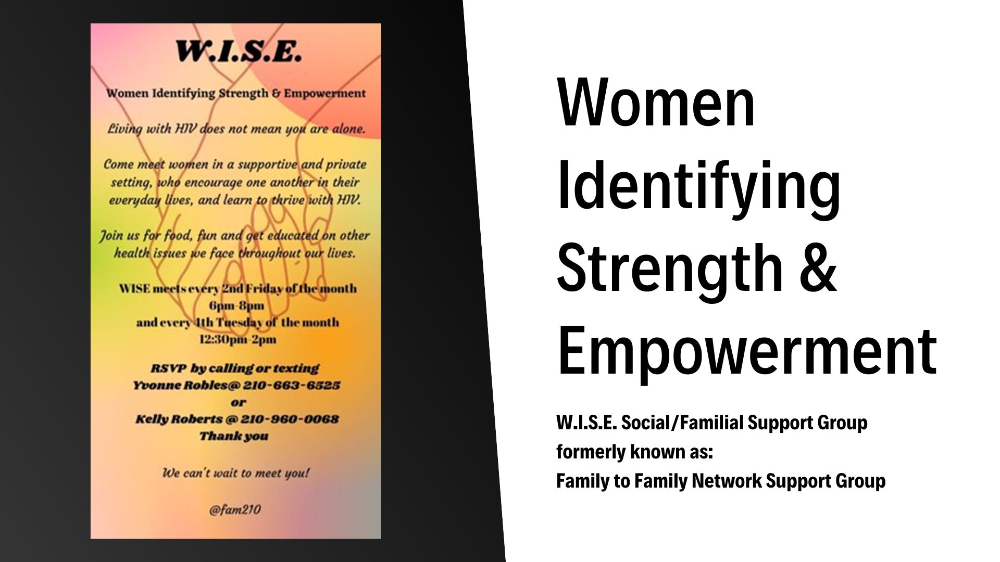 W.I.S.E.
Women Identifying Strength & Empowerment
Living with HIV does not mean you are alone.
Come meet women in a supportive and private
setting, who encourage one another in their
everyday lives, and learn to thrive with HIV.
Join us for food, fun and get educated on other
health issues we face throughout our lives.
WISE meets every 2nd Friday of the month
6pm-8pm
and every 4th Tuesday of the month
12:30pm-2pm
RSVP by calling or texting
Yvonne Robles@ 210-663-6525
or
Kelly Roberts @ 210-960-0068
Thank you
We can't wait to meet you!
@fam210
Women
Identifying
Strength &
Empowerment
W.I.S.E. Social/Familial Support Group
formerly known as:
Family to Family Network Support Group